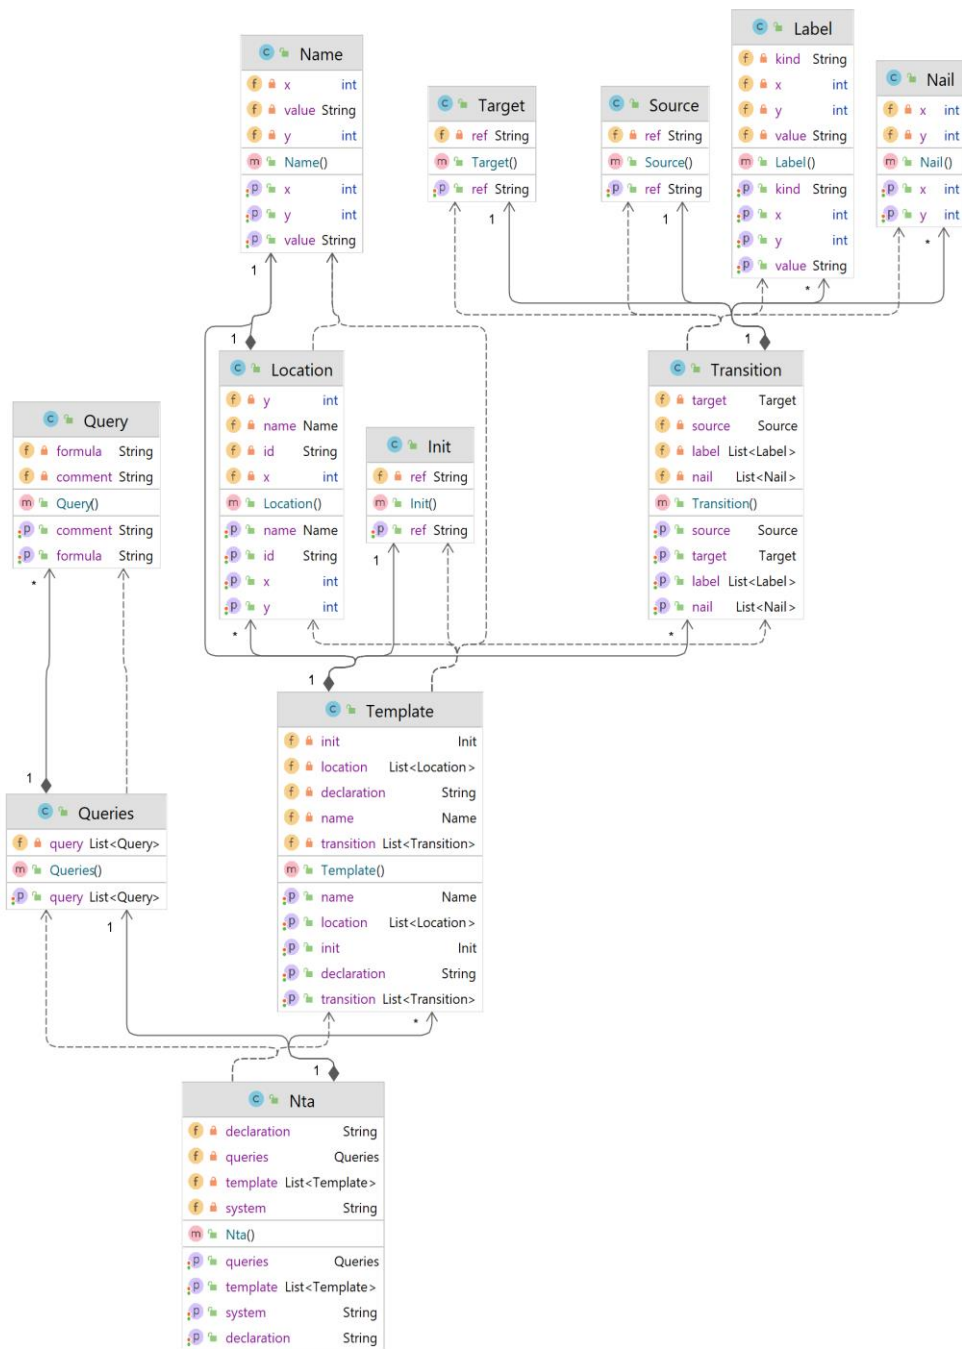 Label
kind String
x int
y int
value String
Label()
kind String
x int
y int
value String
*
Name
x int
value String
y int
Name()
x int
y int
value String
1
Target
ref String
Target()
ref String
1
Source
ref String
Source()
ref String
1
Nail
x int
y int
Nail()
x int
y int
*
1
Location
y int
name Name
id String
x int
Location()
name Name
id String
x int
y int
*
1
Transition
target Target
source Source
label List<Label>
nail List<Nail>
Transition()
source Source
target Target
label List<Label>
nail List<Nail>
*
Query
formula String
comment String
Query()
comment String
formula String
*
Init
ref String
Init()
ref String
1
1
Template
init Init
location List<Location>
declaration String
name Name
transition List<Transition>
Template()
name Name
location List<Location>
init Init
declaration String
transition List<Transition>
*
1
Queries
query List<Query>
Queries()
query List<Query>
1
1
Nta
declaration String
queries Queries
template List<Template>
system String
Nta()
queries Queries
template List<Template>
system String
declaration String